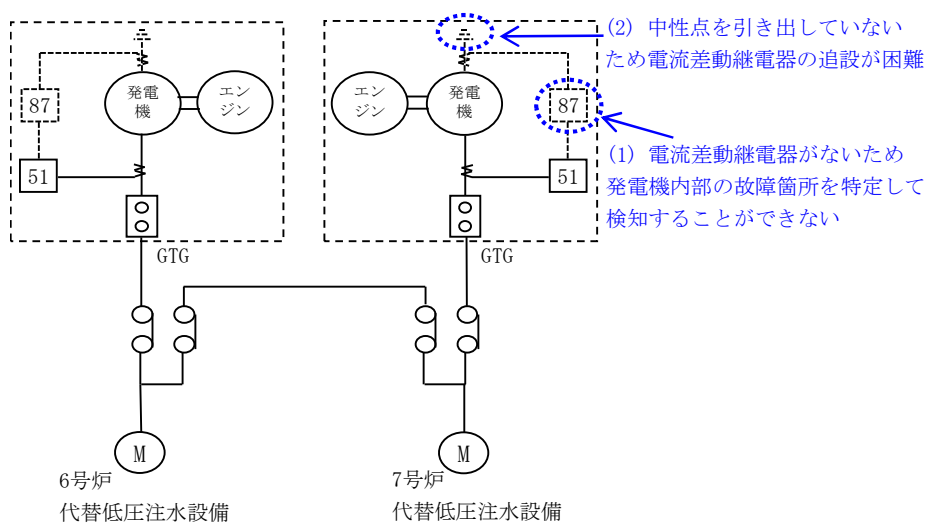 (2) 中性点を引き出していない
ため電流差動継電器の追設が困難
発電
機
エン
ジン
87
51
GTG
エン
ジン
発電
機
87
51
GTG
(1) 電流差動継電器がないため
発電機内部の故障箇所を特定して
検知することができない
M
6号炉
代替低圧注水設備
M
7号炉
代替低圧注水設備